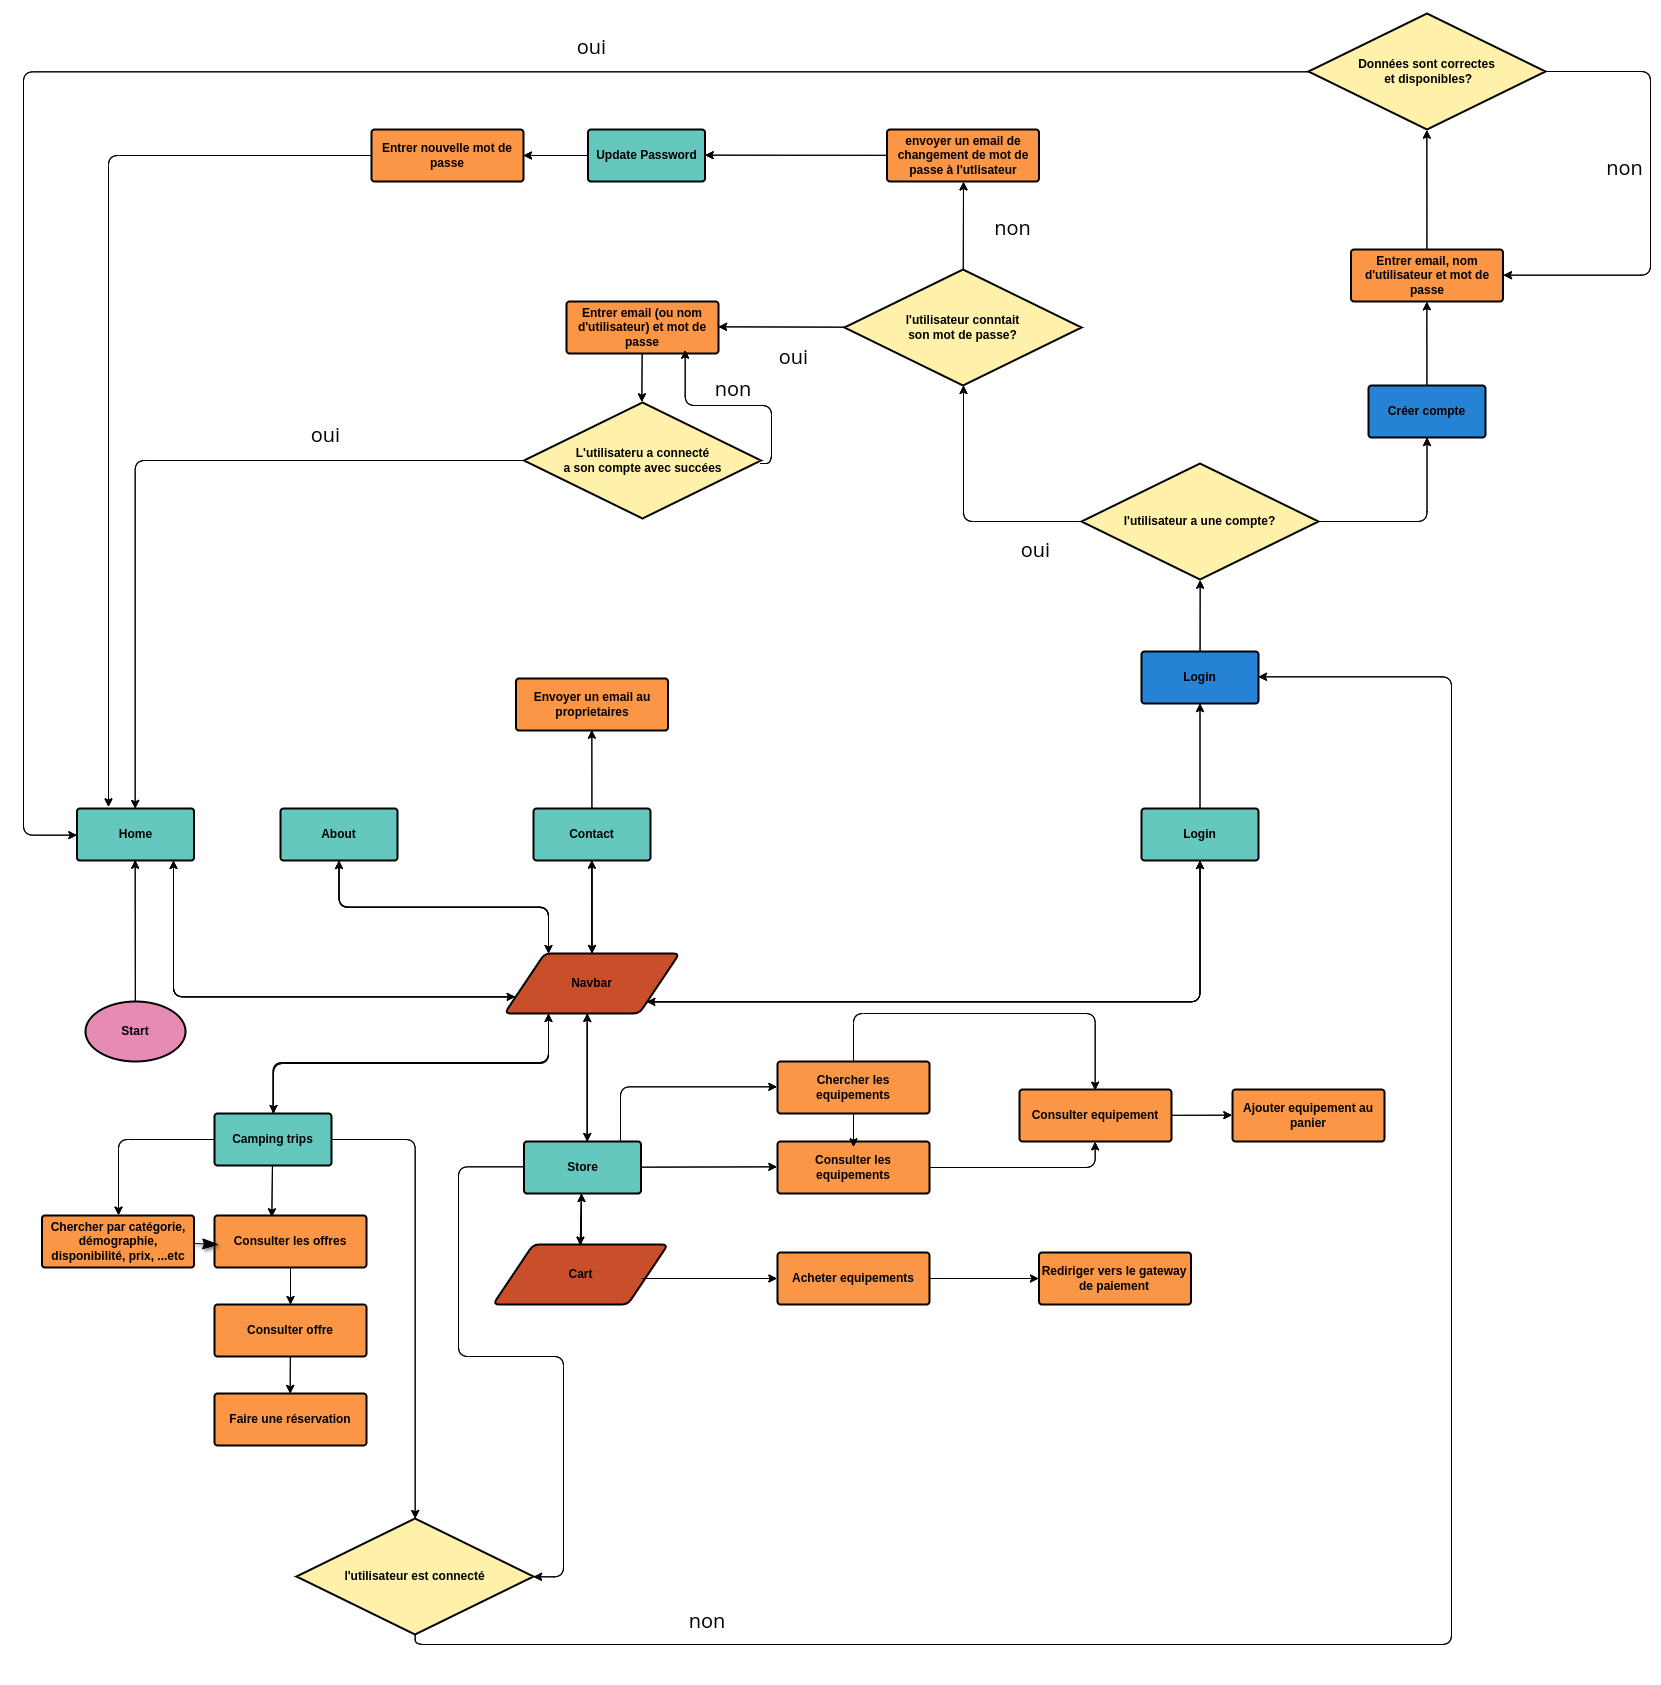 oui
Données sont correctes
et disponibles?
non
Entrer nouvelle mot de
passe
Update Password
envoyer un email de
changement de mot de
passe à l'utlisateur
non
Entrer email, nom
d'utilisateur et mot de
passe
Entrer email (ou nom
d'utilisateur) et mot de
passe
l'utilisateur conntait
son mot de passe?
oui
non
Créer compte
oui
L'utilisateru a connecté
a son compte avec succées
l'utilisateur a une compte?
oui
Login
Envoyer un email au
proprietaires
Home
About
Contact
Login
Navbar
Start
Chercher les
equipements
Consulter equipement
Ajouter equipement au
panier
Camping trips
Store
Consulter les
equipements
Chercher par catégorie,
démographie,
disponibilité, prix, ...etc
Consulter les offres
Cart
Acheter equipements
Rediriger vers le gateway
de paiement
Consulter offre
Faire une réservation
l'utilisateur est connecté
non